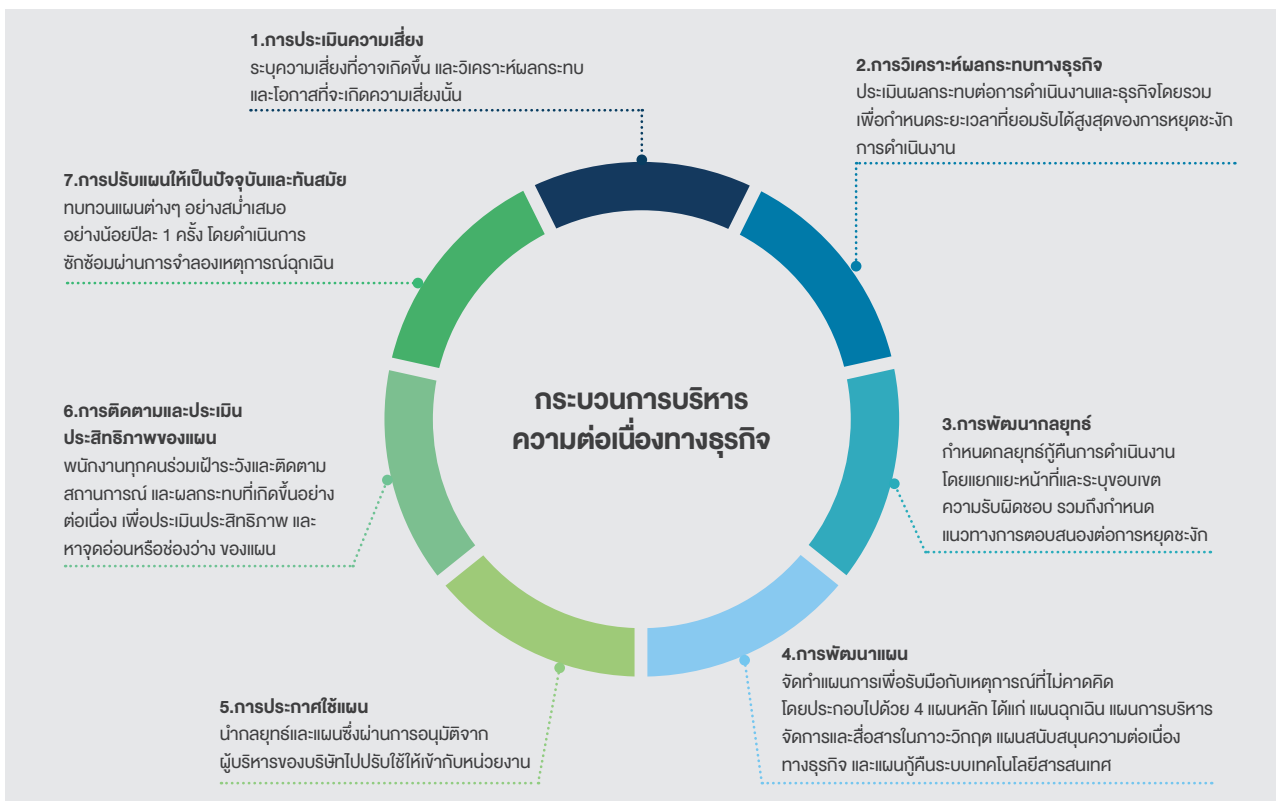 1.การประเมินความเสี่ยง
ระบุความเสี่ยงที่อาจเกิดขึ้น และวิเคราะห์ผลกระทบ
และโอกาสที่จะเกิดความเสี่ยงนั้น
2.การวิเคราะห์ผลกระทบทางธุรกิจ
ประเมินผลกระทบต่อการดำเนินงานและธุรกิจโดยรวม
เพื่อกำหนดระยะเวลาที่ยอมรับได้สูงสุดของการหยุดชะงัก
การดำเนินงาน
กระบวนการบริหาร
ความต่อเนื่องทางธุรกิจ
3.การพัฒนากลยุทธ์
กำหนดกลยุทธ์กู้คืนการดำเนินงาน
โดยแยกแยะหน้าที่และระบุขอบเขต
ความรับผิดชอบ รวมถึงกำหนด
แนวทางการตอบสนองต่อการหยุดชะงัก
4.การพัฒนาแผน
จัดทำแผนการเพื่อรับมือกับเหตุการณ์ที่ไม่คาดคิด
โดยประกอบไปด้วย 4 แผนหลัก ได้แก่ แผนฉุกเฉิน แผนการบริหาร
จัดการและสื่อสารในภาวะวิกฤต แผนสนับสนุนความต่อเนื่อง
ทางธุรกิจ และแผนกู้คืนระบบเทคโนโลยีสารสนเทศ
5.การประกาศใช้แผน
นำกลยุทธ์และแผนซึ่งผ่านการอนุมัติจาก
ผู้บริหารของบริษัทไปปรับใช้ให้เข้ากับหน่วยงาน
6.การติดตามและประเมิน
ประสิทธิภาพของแผน
พนักงานทุกคนร่วมเฝ้าระวังและติดตาม
สถานการณ์ และผลกระทบที่เกิดขึ้นอย่าง
ต่อเนื่อง เพื่อประเมินประสิทธิภาพ และ
หาจุดอ่อนหรือช่องว่าง ของแผน
7.การปรับแผนให้เป็นปัจจุบันและทันสมัย
ทบทวนแผนต่างๆ อย่างสม่ำเสมอ
อย่างน้อยปีละ 1 ครั้ง โดยดำเนินการ
ซักซ้อมผ่านการจำลองเหตุการณ์ฉุกเฉิน